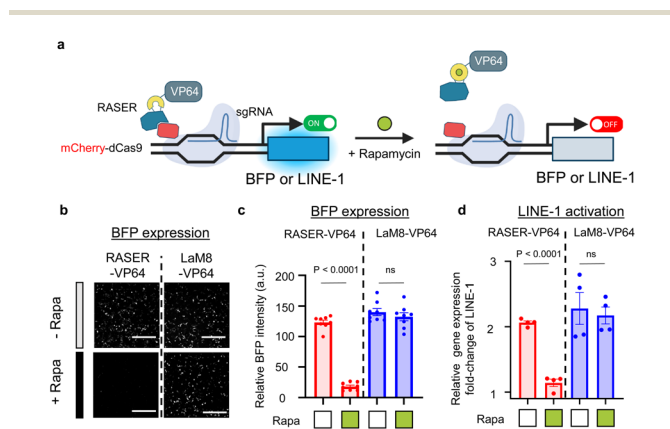 a
VP64
RASER
sgRNA
ON
mCherry-dCas9
BFP or LINE-1
+ Rapamycin
VP64
OFF
BFP or LINE-1
b
BFP expression
RASER
-VP64
LaM8
-VP64
- Rapa
+ Rapa
c
BFP expression
RASER-VP64
LaM8-VP64
P < 0.0001
ns
Relative BFP intensity (a.u.)
200
150
100
50
0
Rapa
d
LINE-1 activation
RASER-VP64
LaM8-VP64
P < 0.0001
ns
Relative gene expression
fold-change of LINE-1
3
2
1
Rapa